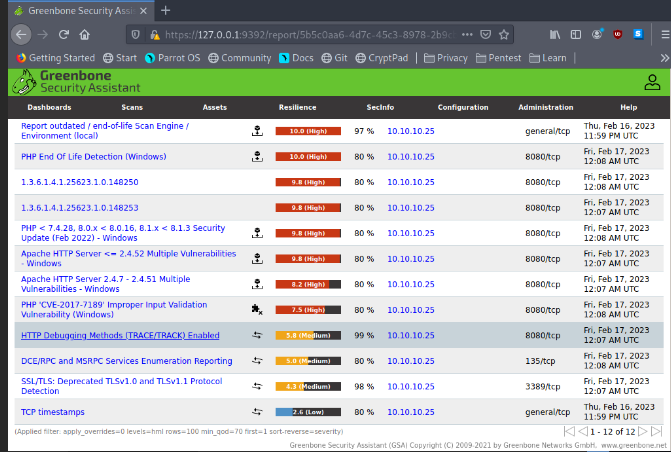 Greenbone Security Assistan
https://127.0.0.1:9392/report/5b5c0aa6-4d7c-45c3-8978-2b9
Getting Started
Start
Parrot OS
Community
Docs
Git
CryptPad
Privacy
Pentest
Learn
Greenbone
Security Assistant
Dashboards
Scans
Assets
Resilience
SecInfo
Configuration
Administration
Help
Report outdated / end-of-life Scan Engine /
Environment (local)
10.0 (High)
97 %
10.10.10.25
general/tcp
Thu, Feb 16, 2023
11:59 PM UTC
PHP End Of Life Detection (Windows)
10.0 (High)
80 %
10.10.10.25
8080/tcp
Fri, Feb 17, 2023
12:08 AM UTC
1.3.6.1.4.1.25623.1.0.148250
9.8 (High)
80 %
10.10.10.25
8080/tcp
Fri, Feb 17, 2023
12:08 AM UTC
1.3.6.1.4.1.25623.1.0.148253
9.8 (High)
80 %
10.10.10.25
8080/tcp
Fri, Feb 17, 2023
12:07 AM UTC
PHP < 7.4.28, 8.0.x < 8.0.16, 8.1.x < 8.1.3 Security
Update (Feb 2022) - Windows
9.8 (High)
80 %
10.10.10.25
8080/tcp
Fri, Feb 17, 2023
12:08 AM UTC
Apache HTTP Server <= 2.4.52 Multiple Vulnerabilities
- Windows
9.8 (High)
80 %
10.10.10.25
8080/tcp
Fri, Feb 17, 2023
12:07 AM UTC
Apache HTTP Server 2.4.7 - 2.4.51 Multiple
Vulnerabilities - Windows
8.2 (High)
80 %
10.10.10.25
8080/tcp
Fri, Feb 17, 2023
12:07 AM UTC
PHP 'CVE-2017-7189' Improper Input Validation
Vulnerability (Windows)
7.5 (High)
80 %
10.10.10.25
8080/tcp
Fri, Feb 17, 2023
12:08 AM UTC
HTTP Debugging Methods (TRACE/TRACK) Enabled
5.8 (Medium)
99 %
10.10.10.25
8080/tcp
Fri, Feb 17, 2023
12:07 AM UTC
DCE/RPC and MSRPC Services Enumeration Reporting
5.0 (Medium)
80 %
10.10.10.25
135/tcp
Fri, Feb 17, 2023
12:07 AM UTC
SSL/TLS: Deprecated TLSv1.0 and TLSv1.1 Protocol
Detection
4.3 (Medium)
98 %
10.10.10.25
3389/tcp
Fri, Feb 17, 2023
12:07 AM UTC
TCP timestamps
2.6 (Low)
80 %
10.10.10.25
general/tcp
Thu, Feb 16, 2023
11:59 PM UTC
(Applied filter: apply_overrides=0 levels=hml rows=100 min_qod=70 first=1 sort-reverse=severity)
1 - 12 of 12
Greenbone Security Assistant (GSA) Copyright (C) 2009-2021 by Greenbone Networks GmbH, www.greenbone.net